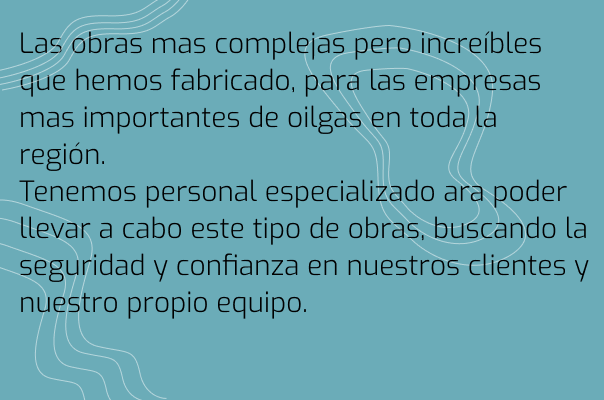 Las obras mas complejas pero increíbles
que hemos fabricado, para las empresas
mas importantes de oilgas en toda la
región.
Tenemos personal especializado ara poder
llevar a cabo este tipo de obras, buscando la
seguridad y confianza en nuestros clientes y
nuestro propio equipo.